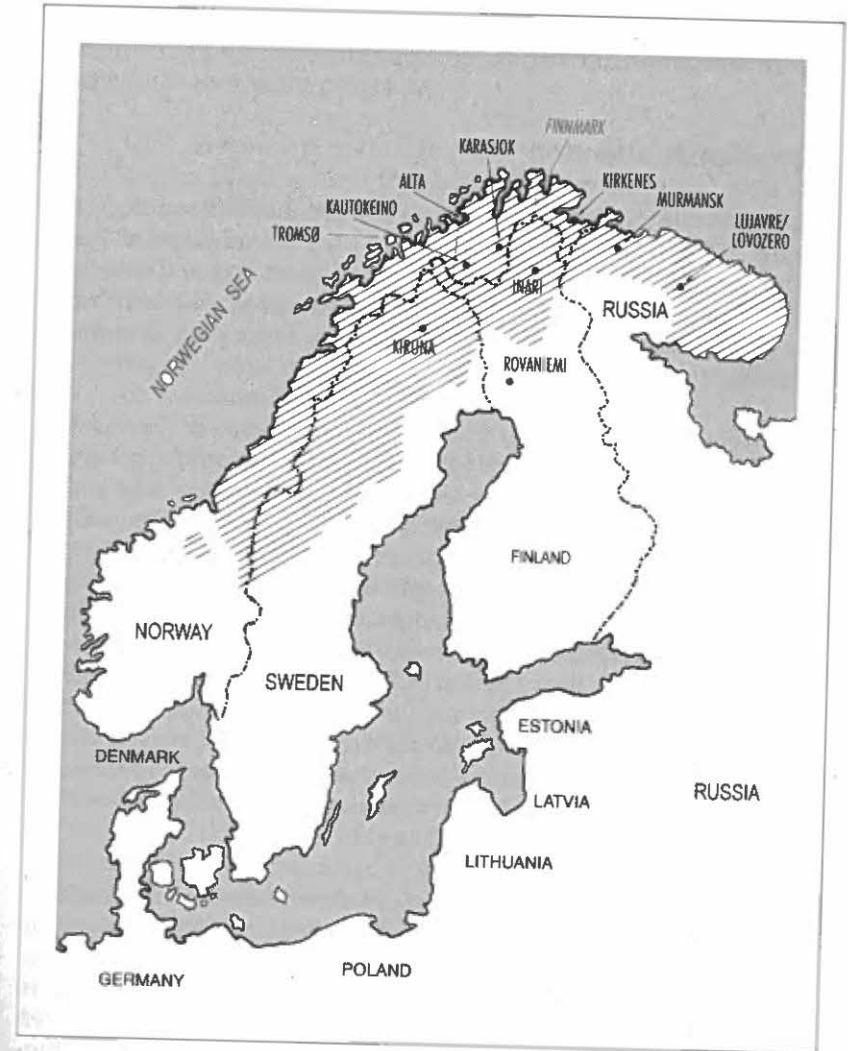 FINNMARK
KARASJOK
ALTA
KIRKENES
KAUTOKEINO
MURMANSK
TROMSØ
LUJAVRE/
LOVOZERO
NORWEGIAN SEA
INARI
RUSSIA
KIRUNA
ROVANIEMI
FINLAND
NORWAY
SWEDEN
ESTONIA
DENMARK
LATVIA
RUSSIA
LITHUANIA
POLAND
GERMANY